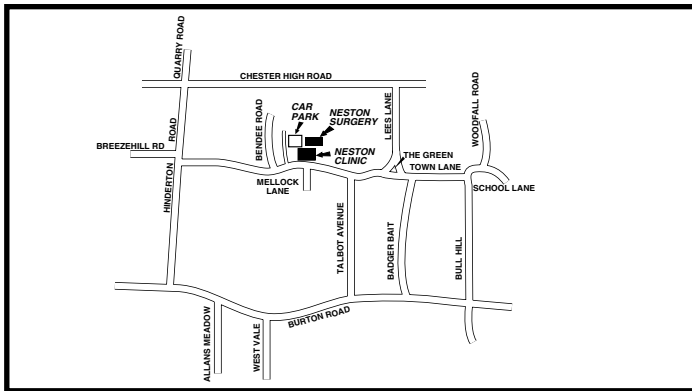 QUARRY ROAD
CHESTER HIGH ROAD
WOODFALL ROAD
CAR
PARK
NESTON
SURGERY
LEES LANE
BENDEE ROAD
ROAD
BREEZEHILL RD
NESTON
CLINIC
THE GREEN
TOWN LANE
MELLOCK
LANE
SCHOOL LANE
HINDERTON
TALBOT AVENUE
BADGER BAIT
BULL HILL
BURTON ROAD
ALLANS MEADOW
WEST VALE